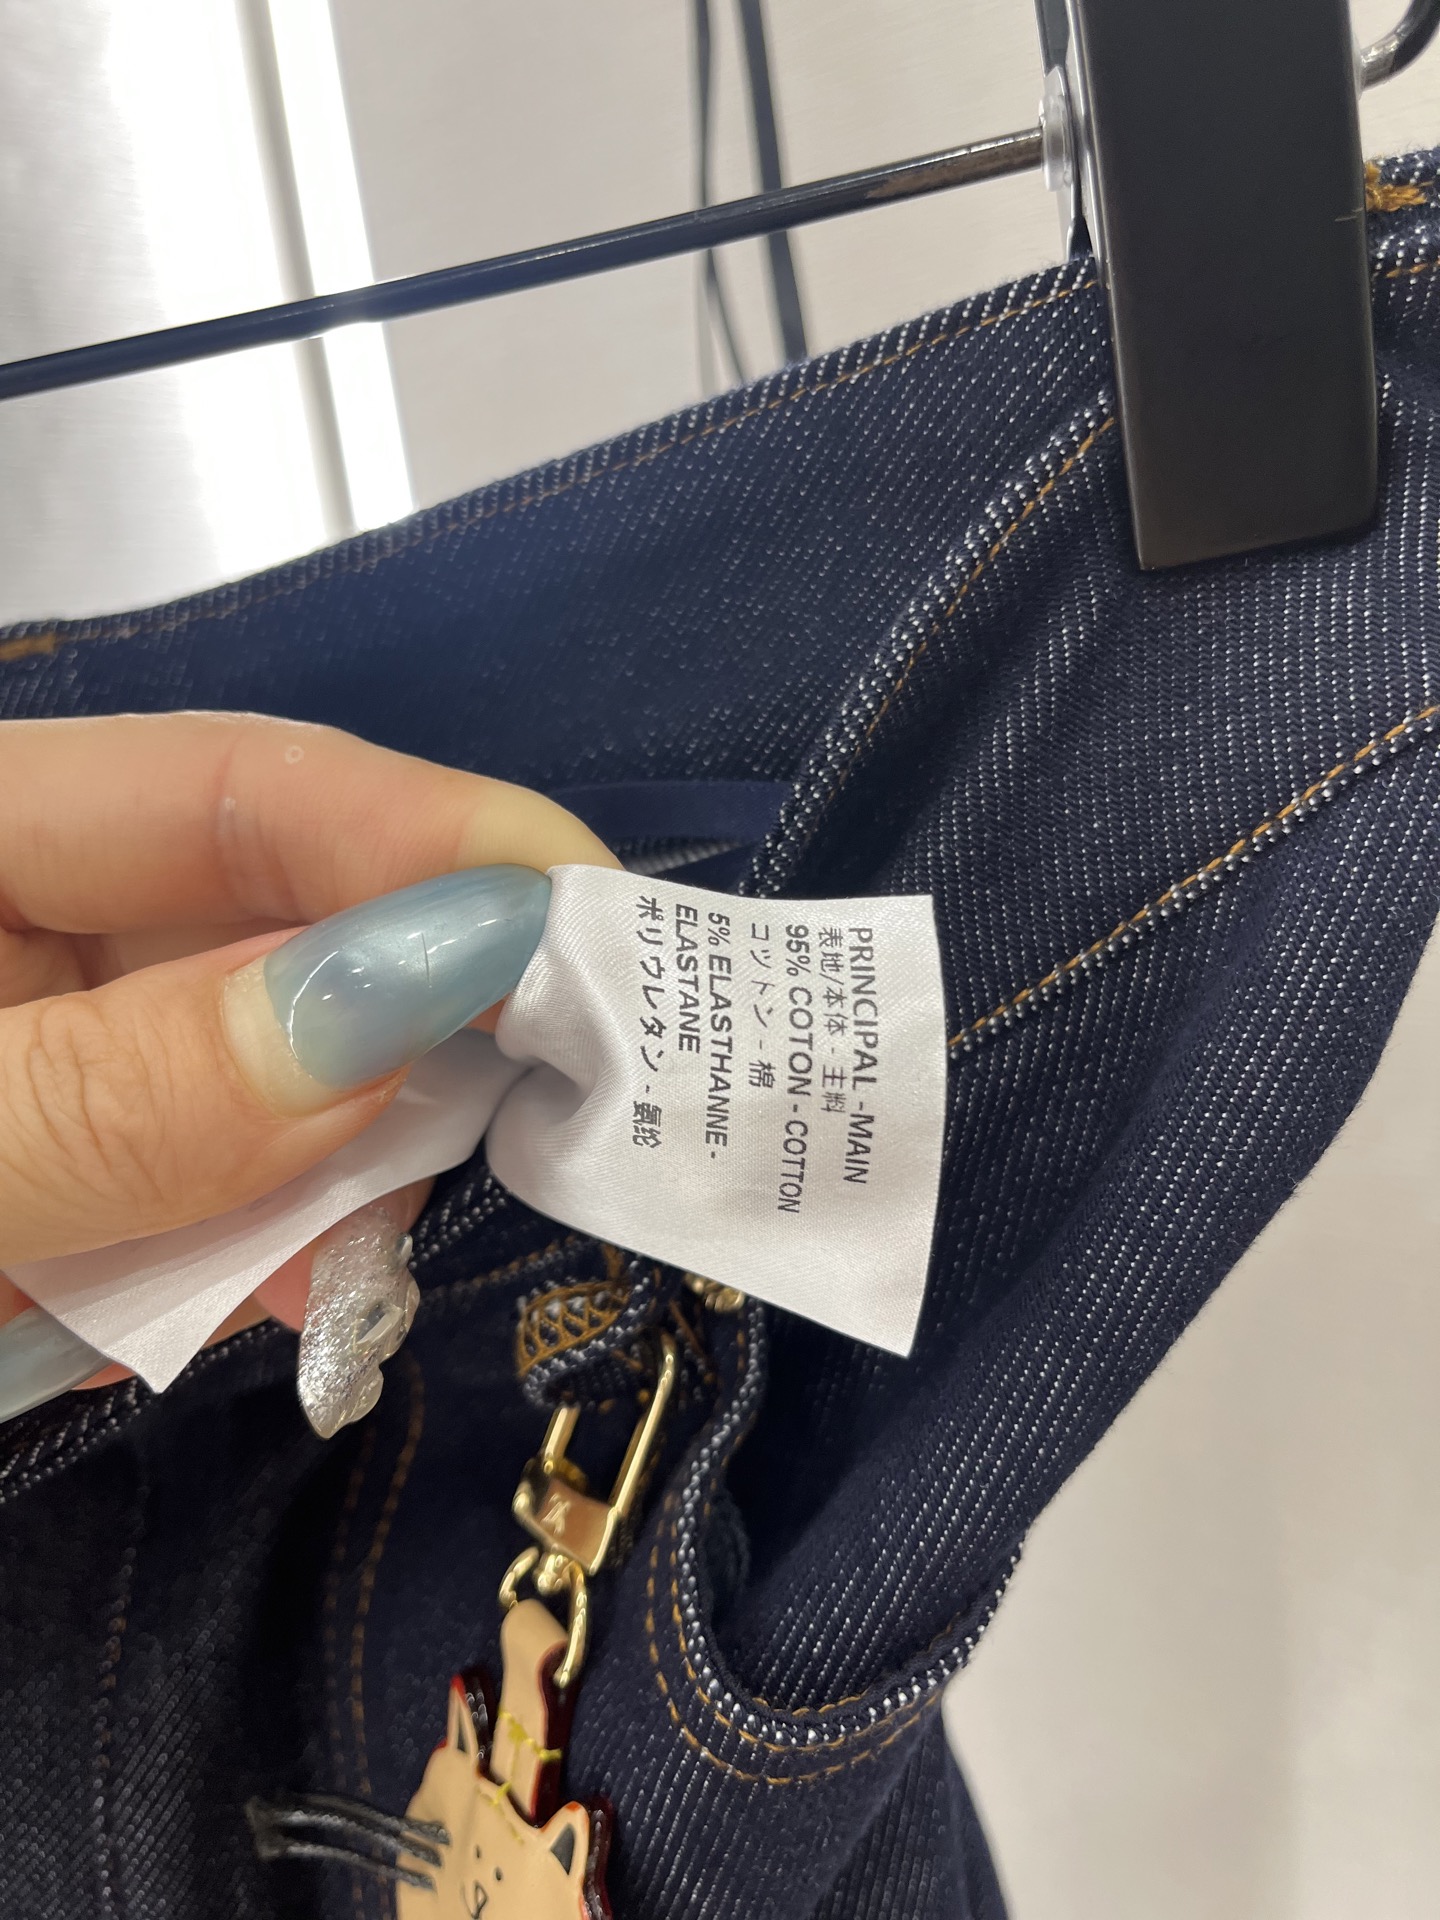 PRINCIPAL -MAIN
表地/本体 - 主料
95% COTON - COTTON
コットン - 棉
5% ELASTHANNE -
ELASTANE
ポリウレタン - 氨纶